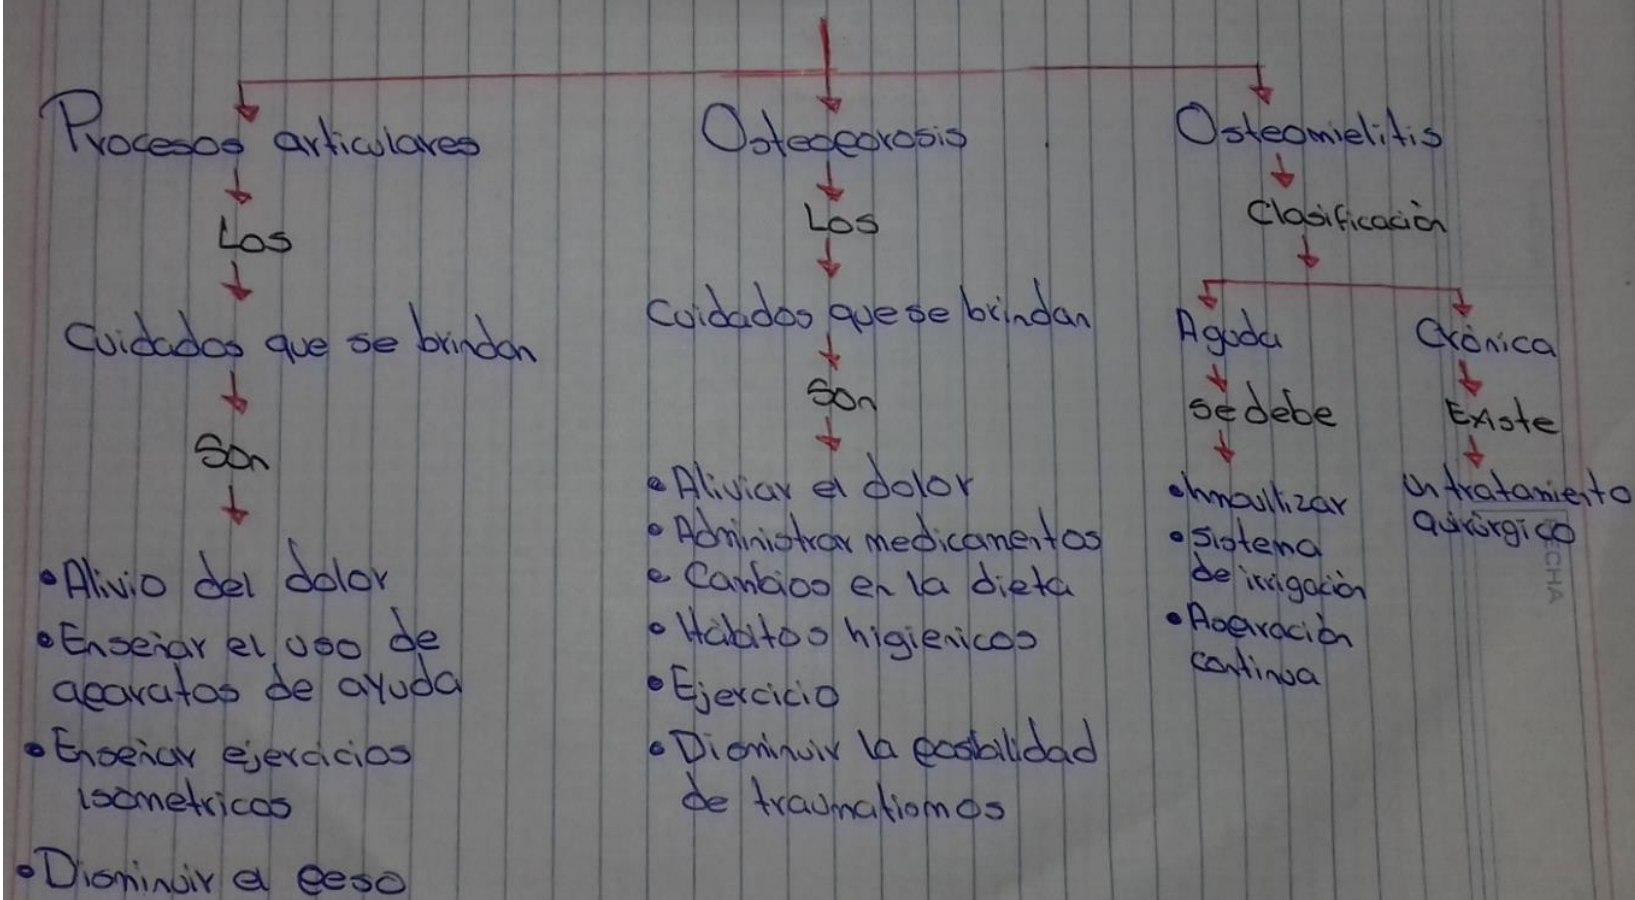 Procesos articulares
Los
Cuidados que se brindan
Son
• Alivio del dolor
• Enseñar el uso de
aparatos de ayuda
• Enseñar ejercicios
isometricos
• Disminuir el peso
Osteoporosis
Los
Cuidados que se brindan
Son
• Aliviar el dolor
• Administrar medicamentos
• Cambios en la dieta
• Hábitos higienicos
• Ejercicio
• Disminuir la posbilidad
de traumatismos
Osteomielitis
Clasificación
Aguda
Se debe
• Inmovilizar
• Sistema
de irrigación
• Aspiración
continua
Crónica
Existe
Un tratamiento
quirúrgico